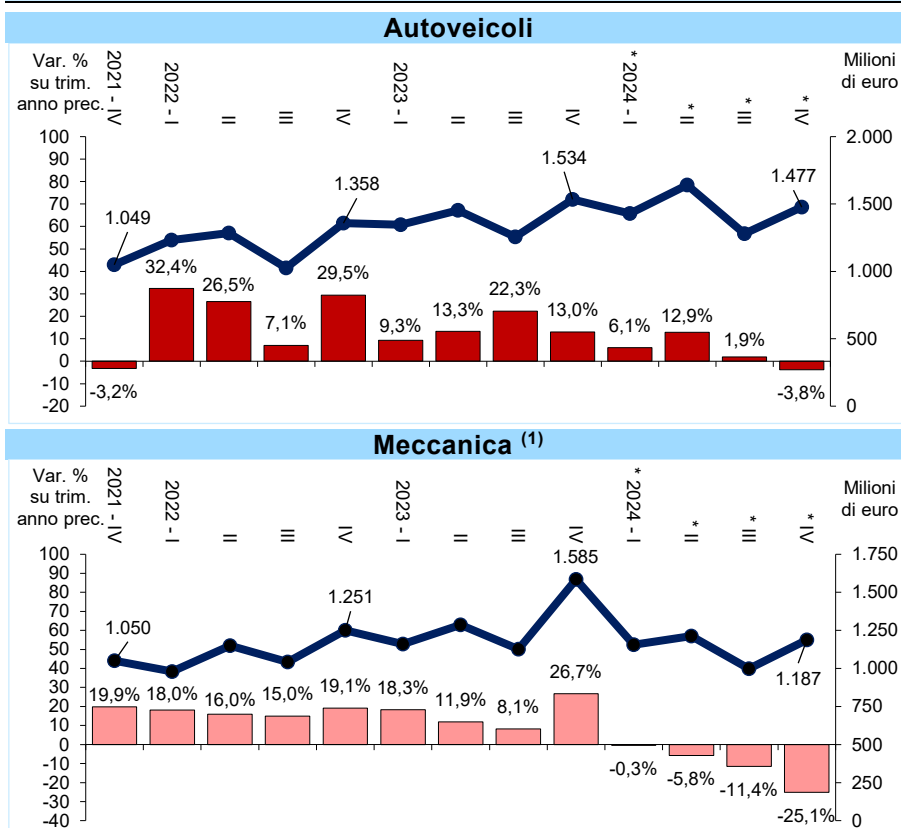 Autoveicoli
Var. %
su trim.
anno prec.
2021 - IV
2022 - I
II
III
IV
2023 - I
II
III
IV
* 2024 - I
* II
* III
* IV
Milioni
di euro
100
90
80
70
60
50
40
30
20
10
0
-10
-20
2.000
1.500
1.000
500
0
1.049
1.358
1.534
1.477
-3,2%
32,4%
26,5%
7,1%
29,5%
9,3%
13,3%
22,3%
13,0%
6,1%
12,9%
1,9%
-3,8%
Meccanica (1)
Var. %
su trim.
anno prec.
2021 - IV
2022 - I
II
III
IV
2023 - I
II
III
IV
* 2024 - I
* II
* III
* IV
Milioni
di euro
100
90
80
70
60
50
40
30
20
10
0
-10
-20
-30
-40
1.750
1.500
1.250
1.000
750
500
250
0
1.050
1.251
1.585
1.187
19,9%
18,0%
16,0%
15,0%
19,1%
18,3%
11,9%
8,1%
26,7%
-0,3%
-5,8%
-11,4%
-25,1%